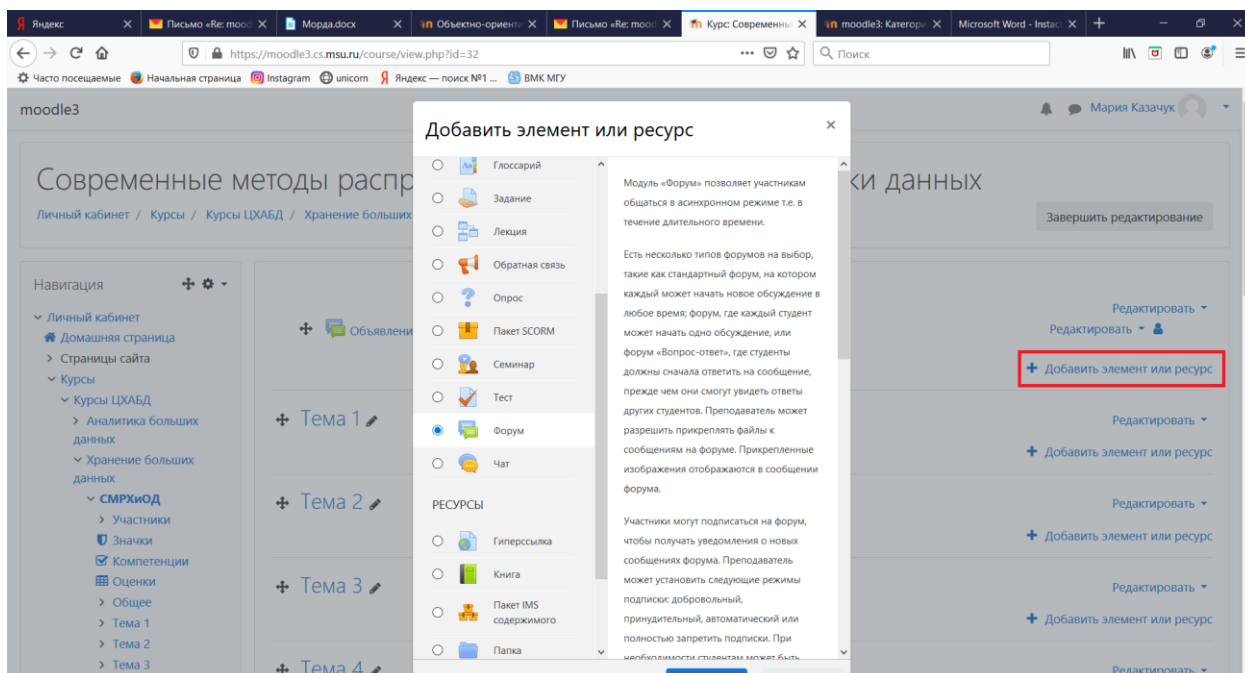 Яндекс
Письмо «Re: mood
Морда.docx
Объектно-ориенти
Письмо «Re: mood
Курс: Современны
moodle3: Категори
Microsoft Word - Instact
https://moodle3.cs.msu.ru/course/view.php?id=32
Поиск
Часто посещаемые
Начальная страница
Instagram
unicorn
Яндекс — поиск №1 ...
ВМК МГУ
moodle3
Мария Казачук
Современные методы распр
ки данных
Личный кабинет / Курсы / Курсы ЦХАБД / Хранение больших
Завершить редактирование
Навигация
Личный кабинет
Домашняя страница
Страницы сайта
Курсы
Курсы ЦХАБД
Аналитика больших
данных
Хранение больших
данных
СМРХиОД
Участники
Значки
Компетенции
Оценки
Общее
Тема 1
Тема 2
Тема 3
Объявлени
Редактировать
Редактировать
Добавить элемент или ресурс
Тема 1
Редактировать
Добавить элемент или ресурс
Тема 2
Редактировать
Добавить элемент или ресурс
Тема 3
Редактировать
Добавить элемент или ресурс
Тема 4
Редактировать
Добавить элемент или ресурс
Глоссарий
Задание
Лекция
Обратная связь
Опрос
Пакет SCORM
Семинар
Тест
Форум
Чат
РЕСУРСЫ
Гиперссылка
Книга
Пакет IMS
содержимого
Папка
Модуль «Форум» позволяет участникам
общаться в асинхронном режиме т.е. в
течение длительного времени.
Есть несколько типов форумов на выбор,
такие как стандартный форум, на котором
каждый может начать новое обсуждение в
любое время; форум, где каждый студент
может начать одно обсуждение, или
форум «Вопрос-ответ», где студенты
должны сначала ответить на сообщение,
прежде чем они смогут увидеть ответы
других студентов. Преподаватель может
разрешить прикреплять файлы к
сообщениям на форуме. Прикрепленные
изображения отображаются в сообщении
форума.
Участники могут подписаться на форум,
чтобы получать уведомления о новых
сообщениях форума. Преподаватель
может установить следующие режимы
подписки: добровольный,
принудительный, автоматический или
полностью запретить подписки. При
необходимости студентам может быть